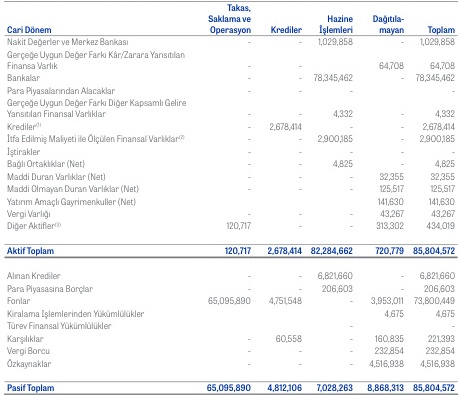 Takas,
Saklama ve Hazine Dağıtıla-
Cari Dönem Operasyon Krediler İşlemleri mayan Toplam
Nakit Değerler ve Merkez Bankası - - 1,029,858 - 1,029,858
Gerçeğe Uygun Değer Farkı Kâr/Zarara Yansıtılan
Finansa Varlık - - 64,708 64,708
Bankalar - - 78,345,462 - 78,345,462
Para Piyasalarından Alacaklar - - - - -
Gerçeğe Uygun Değer Farkı Diğer Kapsamlı Gelire
Yansıtılan Finansal Varlıklar - - 4,332 - 4,332
Krediler(1) - 2,678,414 - - 2,678,414
İtfa Edilmiş Maliyeti ile Ölçülen Finansal Varlıklar(2) - - 2,900,185 - 2,900,185
İştirakler - - - - -
Bağlı Ortaklıklar (Net) - - 4,825 - 4,825
Maddi Duran Varlıklar (Net) - - - 32,355 32,355
Maddi Olmayan Duran Varlıklar (Net) - - - 125,517 125,517
Yatırım Amaçlı Gayrimenkuller (Net) 141,630 141,630
Vergi Varlığı - - - 43,267 43,267
Diğer Aktifler(3) 120,717 - - 313,302 434,019
Aktif Toplam 120,717 2,678,414 82,284,662 720,779 85,804,572
Alınan Krediler - - 6,821,660 - 6,821,660
Para Piyasasına Borçlar - - 206,603 - 206,603
Fonlar 65,095,890 4,751,548 - 3,953,011 73,800,449
Kiralama İşlemlerinden Yükümlülükler 4,675 4,675
Türev Finansal Yükümlülükler - -
Karşılıklar - 60,558 - 160,835 221,393
Vergi Borcu - - - 232,854 232,854
Özkaynaklar - - - 4,516,938 4,516,938
Pasif Toplam 65,095,890 4,812,106 7,028,263 8,868,313 85,804,572